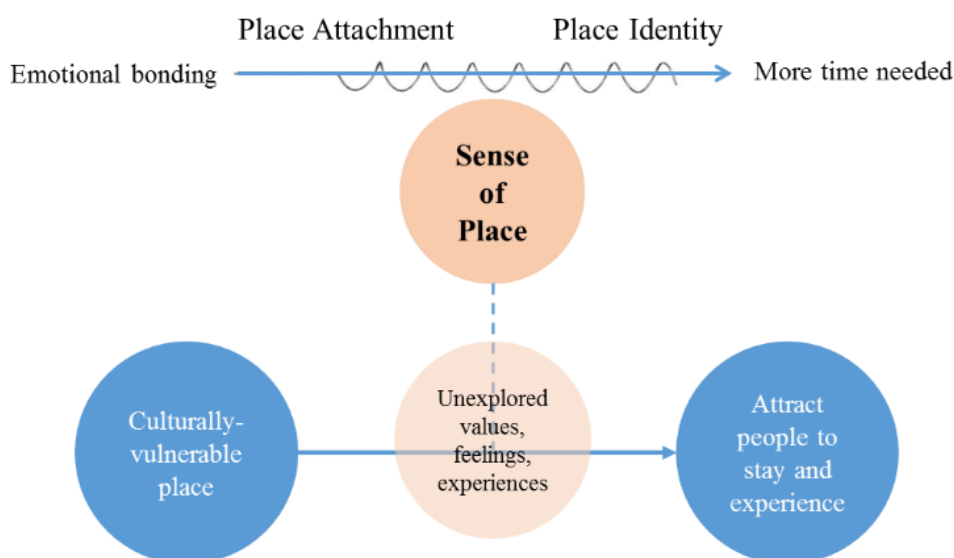 Place Attachment
Place Identity
Emotional bonding
More time needed
Sense
of
Place
Culturally-
vulnerable
place
Unexplored
values,
feelings,
experiences
Attract
people to
stay and
experience